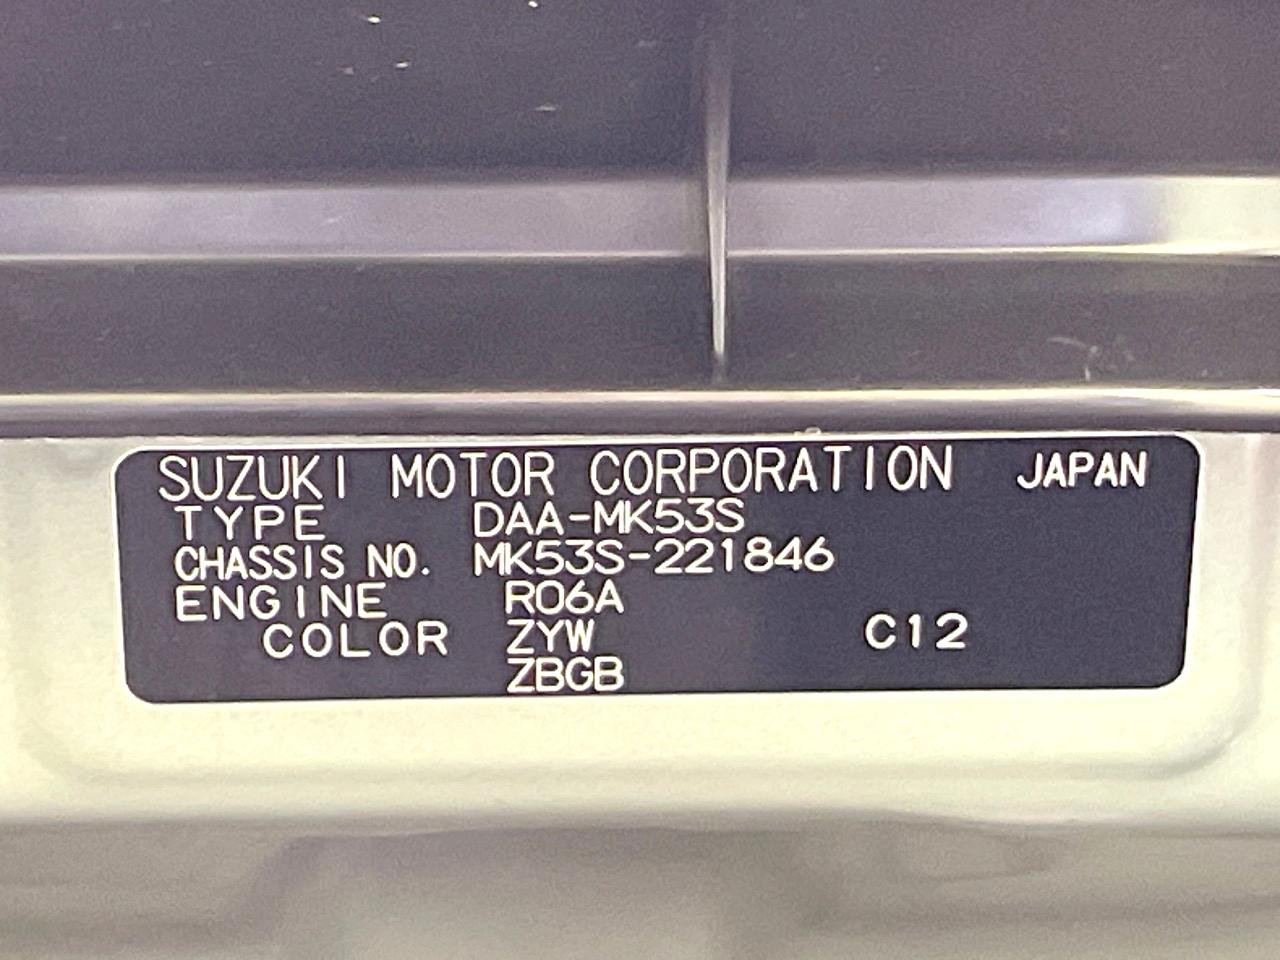 SUZUKI MOTOR CORPORATION JAPAN
TYPE DAA-MK53S
CHASSIS NO. MK53S-221846
ENGINE R06A
COLOR ZYW C12
ZBGB